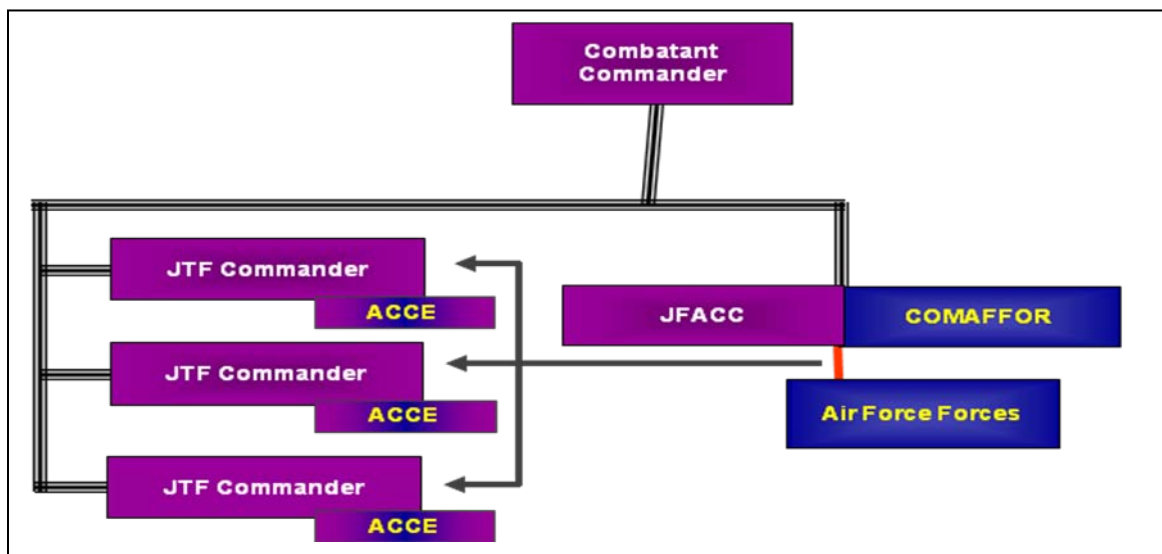 Combatant
Commander
JTF Commander
ACCE
JFACC
COMAFFOR
JTF Commander
ACCE
Air Force Forces
JTF Commander
ACCE